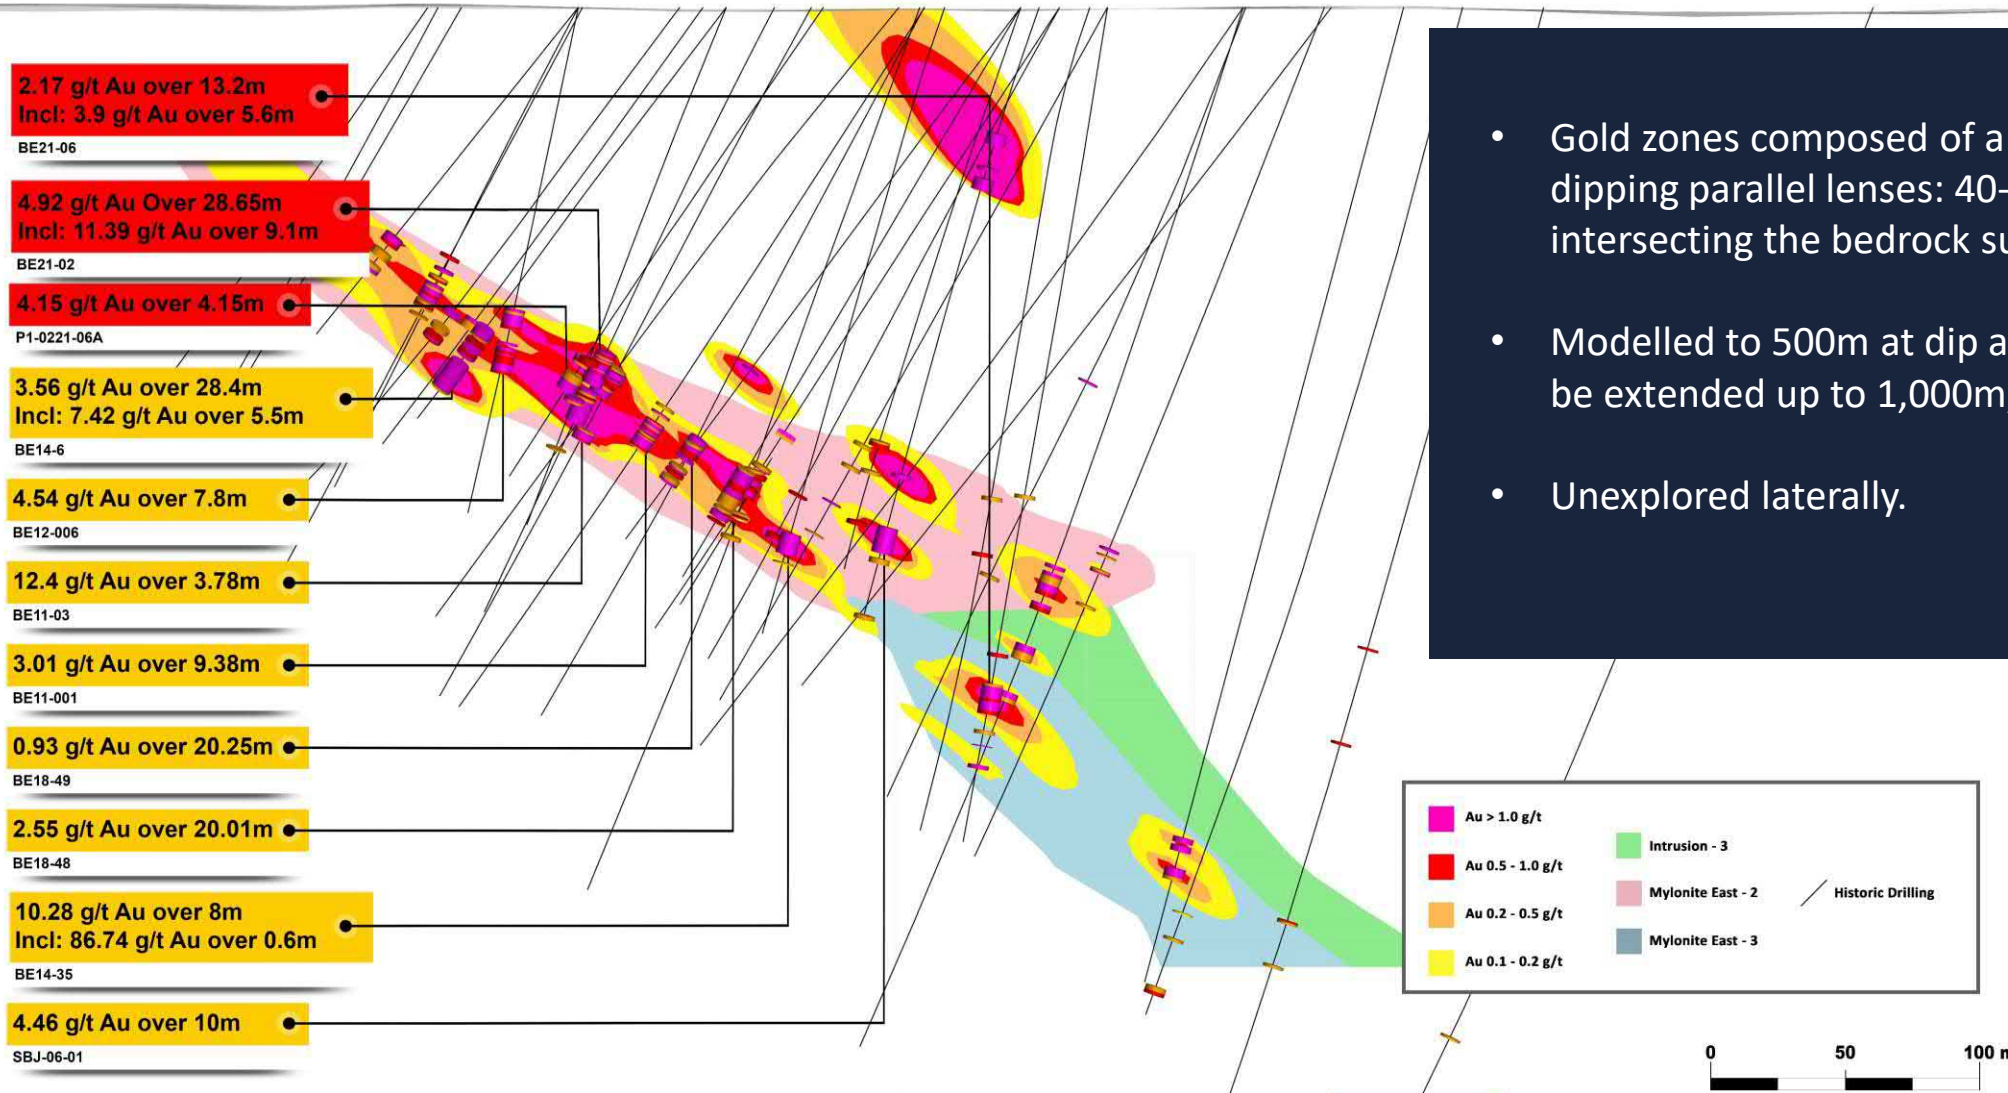 2.17 g/t Au over 13.2m
Incl: 3.9 g/t Au over 5.6m
BE21-06
4.92 g/t Au Over 28.65m
Incl: 11.39 g/t Au over 9.1m
BE21-02
4.15 g/t Au over 4.15m
P1-0221-06A
3.56 g/t Au over 28.4m
Incl: 7.42 g/t Au over 5.5m
BE14-6
4.54 g/t Au over 7.8m
BE12-006
12.4 g/t Au over 3.78m
BE11-03
3.01 g/t Au over 9.38m
BE11-001
0.93 g/t Au over 20.25m
BE18-49
2.55 g/t Au over 20.01m
BE18-48
10.28 g/t Au over 8m
Incl: 86.74 g/t Au over 0.6m
BE14-35
4.46 g/t Au over 10m
SBJ-06-01
• Gold zones composed of a
dipping parallel lenses: 40-
intersecting the bedrock su
• Modelled to 500m at dip a
be extended up to 1,000m
• Unexplored laterally.
Au > 1.0 g/t
Au 0.5 - 1.0 g/t
Au 0.2 - 0.5 g/t
Au 0.1 - 0.2 g/t
Intrusion - 3
Mylonite East - 2
Mylonite East - 3
Historic Drilling
0 50 100 m